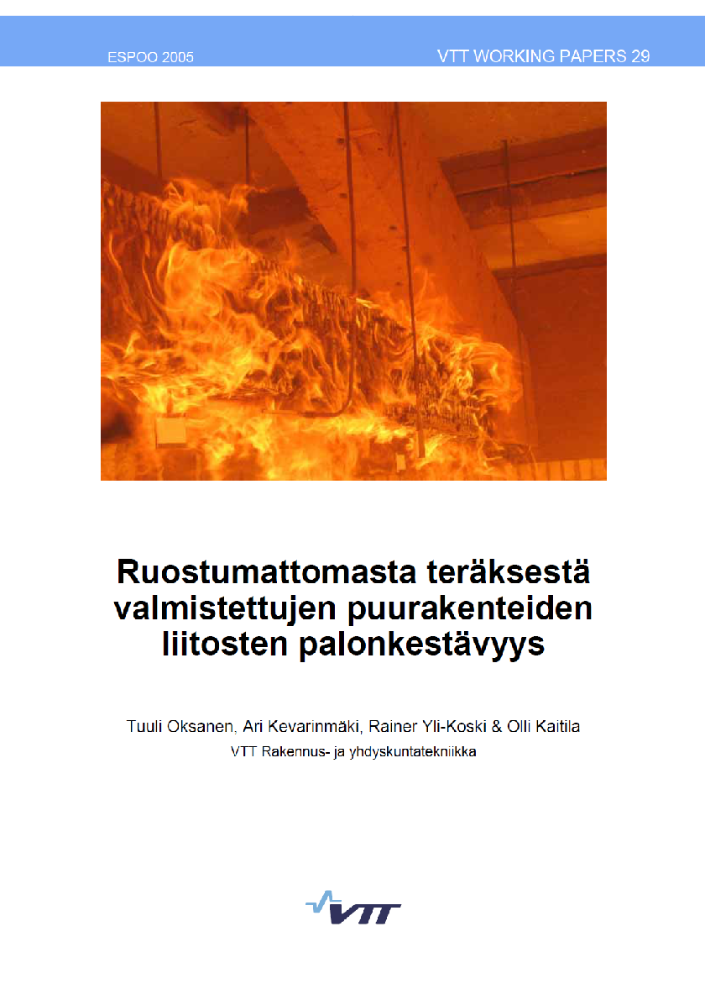 ESPOO 2005 VTT WORKING PAPERS 29
Ruostumattomasta teräksestä
valmistettujen puurakenteiden
liitosten palonkestävyys
Tuuli Oksanen, Ari Kevarinmäki, Rainer Yli-Koski & Olli Kaitila
VTT Rakennus- ja yhdyskuntatekniikka
VTT